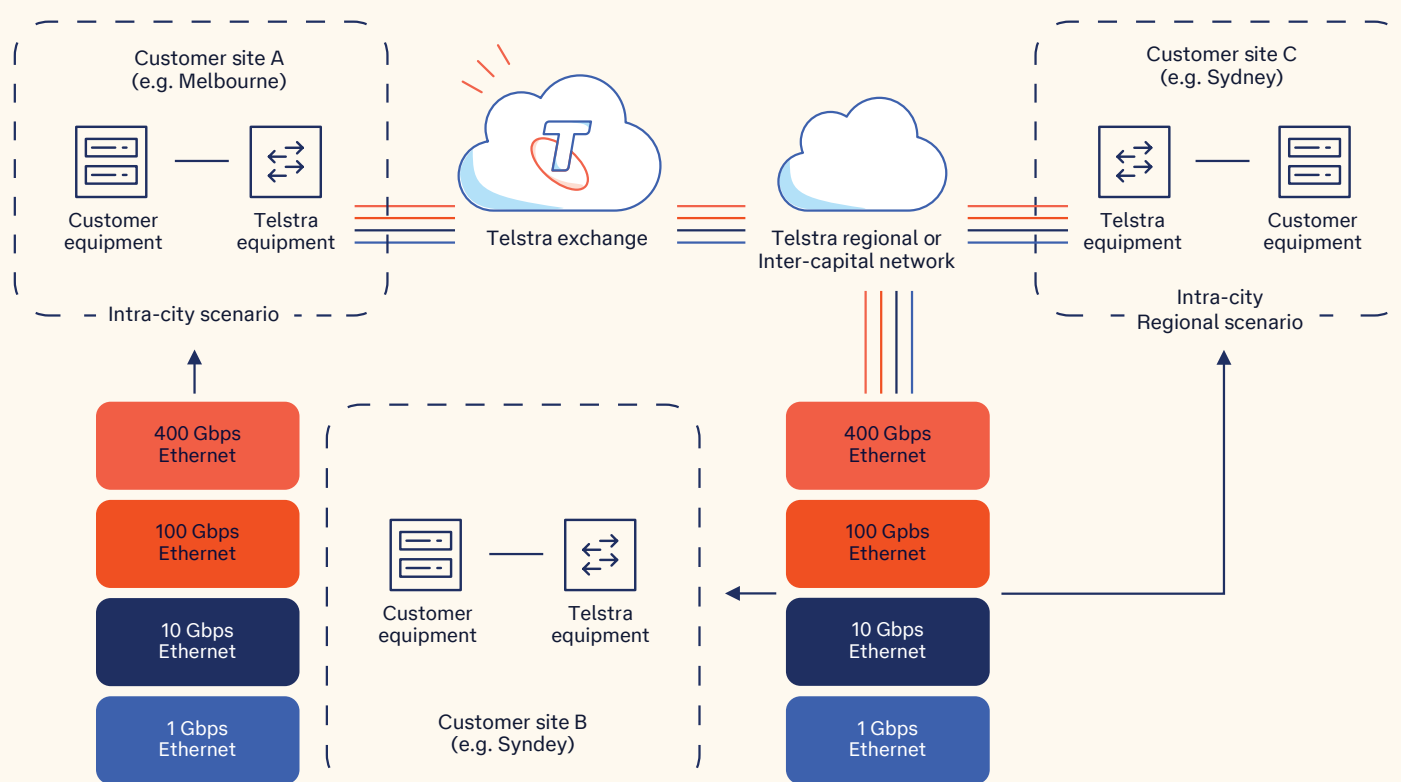 Customer site A
(e.g. Melbourne)
Customer
equipment
Telstra
equipment
Intra-city scenario
T
Telstra exchange
Telstra regional or
Inter-capital network
Customer site C
(e.g. Sydney)
Telstra
equipment
Customer
equipment
Intra-city
Regional scenario
400 Gbps
Ethernet
100 Gbps
Ethernet
10 Gbps
Ethernet
1 Gbps
Ethernet
Customer
equipment
Telstra
equipment
Customer site B
(e.g. Syndey)
400 Gbps
Ethernet
100 Gpbs
Ethernet
10 Gbps
Ethernet
1 Gbps
Ethernet